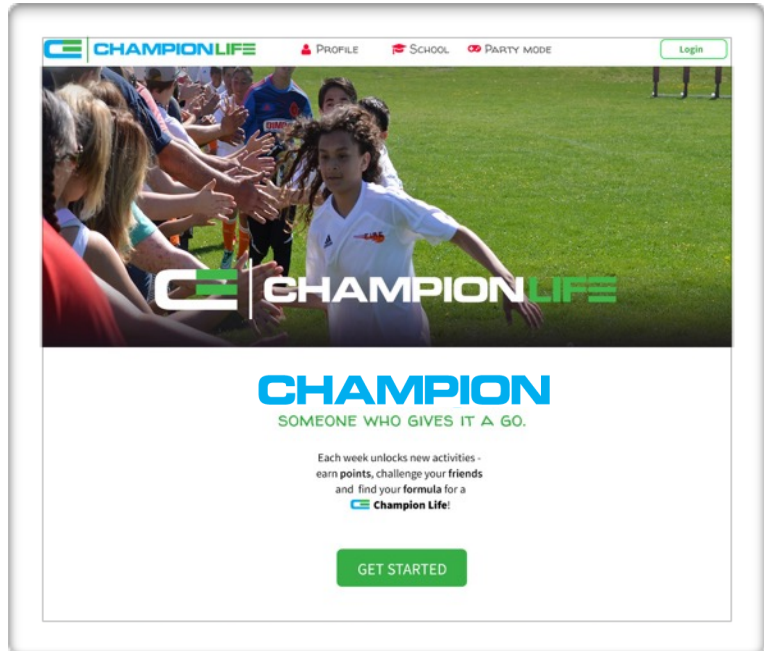 CHAMPIONLIFE PROFILE SCHOOL PARTY MODE Login
CHAMPIONLIFE
CHAMPION
SOMEONE WHO GIVES IT A GO.
Each week unlocks new activities -
earn points, challenge your friends
and find your formula for a
Champion Life!
GET STARTED